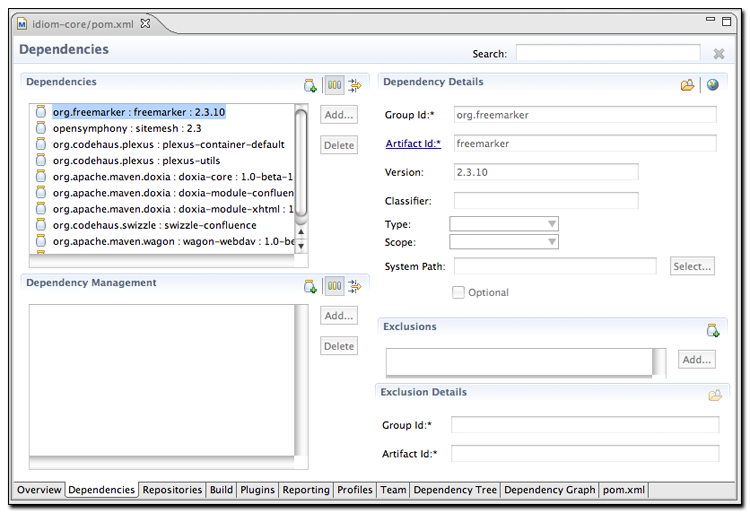 idiom-core/pom.xml
Dependencies
Search:
Dependencies
org.freemarker : freemarker : 2.3.10
opensymphony : sitemesh : 2.3
org.codehaus.plexus : plexus-container-default
org.codehaus.plexus : plexus-utils
org.apache.maven.doxia : doxia-core : 1.0-beta-1
org.apache.maven.doxia : doxia-module-confluen
org.apache.maven.doxia : doxia-module-xhtml : 1
org.codehaus.swizzle : swizzle-confluence
org.apache.maven.wagon : wagon-webdav : 1.0-be
Add...
Delete
Dependency Management
Add...
Delete
Dependency Details
Group Id:* org.freemarker
Artifact Id:* freemarker
Version: 2.3.10
Classifier:
Type:
Scope:
System Path: Select...
Optional
Exclusions
Add...
Exclusion Details
Group Id:*
Artifact Id:*
Overview Dependencies Repositories Build Plugins Reporting Profiles Team Dependency Tree Dependency Graph pom.xml